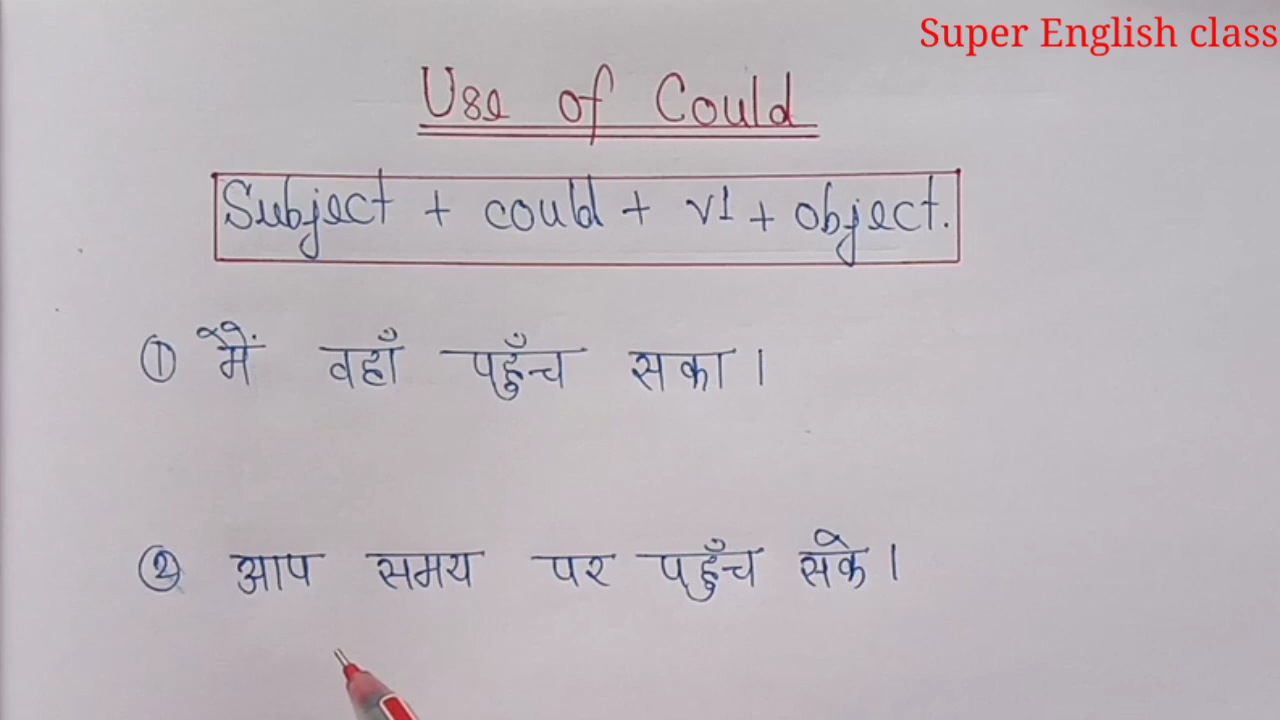 Super English class
Use of Could
Subject + could + v1 + object.
① मैं वहाँ पहुँच सका।
② आप समय पर पहुँच सके।